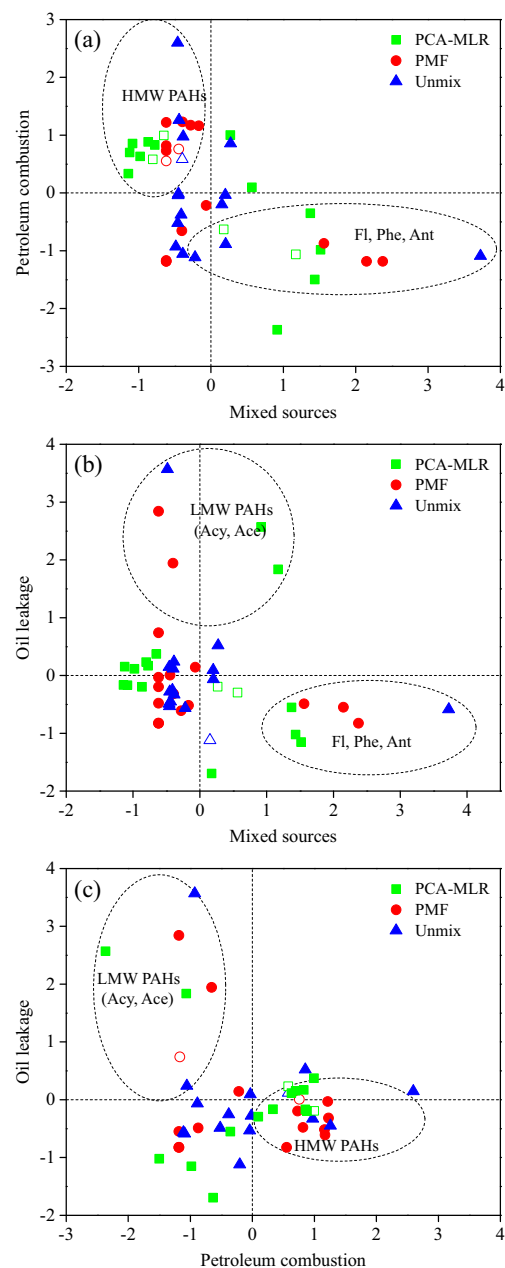 (a)
PCA-MLR
PMF
Unmix
HMW PAHs
Fl, Phe, Ant
Petroleum combustion
3
2
1
0
-1
-2
-3
-2
-1
0
1
2
3
4
Mixed sources
(b)
PCA-MLR
PMF
Unmix
LMW PAHs
(Acy, Ace)
Fl, Phe, Ant
Oil leakage
4
3
2
1
0
-1
-2
-2
-1
0
1
2
3
4
Mixed sources
(c)
PCA-MLR
PMF
Unmix
LMW PAHs
(Acy, Ace)
HMW PAHs
Oil leakage
4
3
2
1
0
-1
-2
-3
-2
-1
0
1
2
3
4
Petroleum combustion